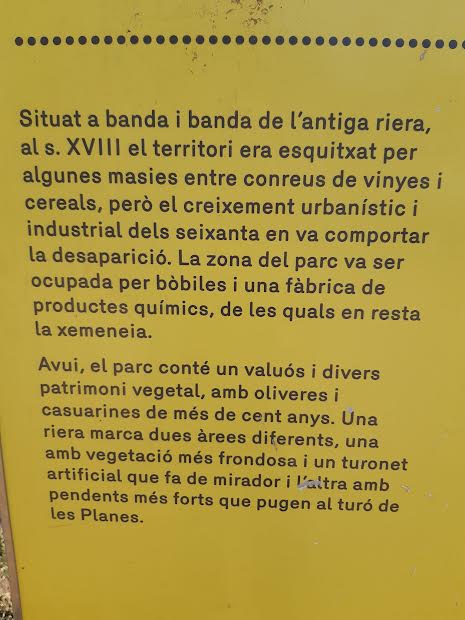 Situat a banda i banda de l'antiga riera,
al s. XVIII el territori era esquitxat per
algunes masies entre conreus de vinyes i
cereals, però el creixement urbanístic i
industrial dels seixanta en va comportar
la desaparició. La zona del parc va ser
ocupada per bòbiles i una fàbrica de
productes químics, de les quals en resta
la xemeneia.
Avui, el parc conté un valuós i divers
patrimoni vegetal, amb oliveres i
casuarines de més de cent anys. Una
riera marca dues àrees diferents, una
amb vegetació més frondosa i un turonet
artificial que fa de mirador i l'altra amb
pendents més forts que pugen al turó de
les Planes.